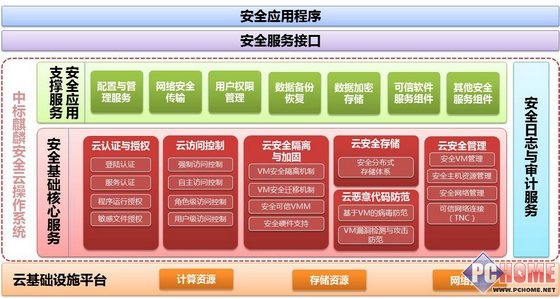 安全应用程序
安全服务接口
中标麒麟安全云操作系统
安全应用
支撑服务
配置与管
理服务
网络安全
传输
用户权限
管理
数据备份
恢复
数据加密
存储
可信软件
服务组件
其他安全
服务组件
安全基础核心服务
云认证与授权
登陆认证
服务认证
程序运行授权
敏感文件授权
云访问控制
强制访问控制
自主访问控制
角色级访问控制
用户级访问控制
云安全隔离
与加固
VM安全隔离机制
VM安全迁移机制
安全可信VMM
安全硬件支持
云安全存储
安全分布式
存储体系
云恶意代码防范
基于VM的病毒防范
VM漏洞检测与攻击
防范
云安全管理
安全VM管理
安全主机资源管理
安全网络管理
可信网络连接
(TNC)
安全日志与审计服务
云基础设施平台
计算资源
存储资源
网络
PCHOME
WWW.PCHOME.NET